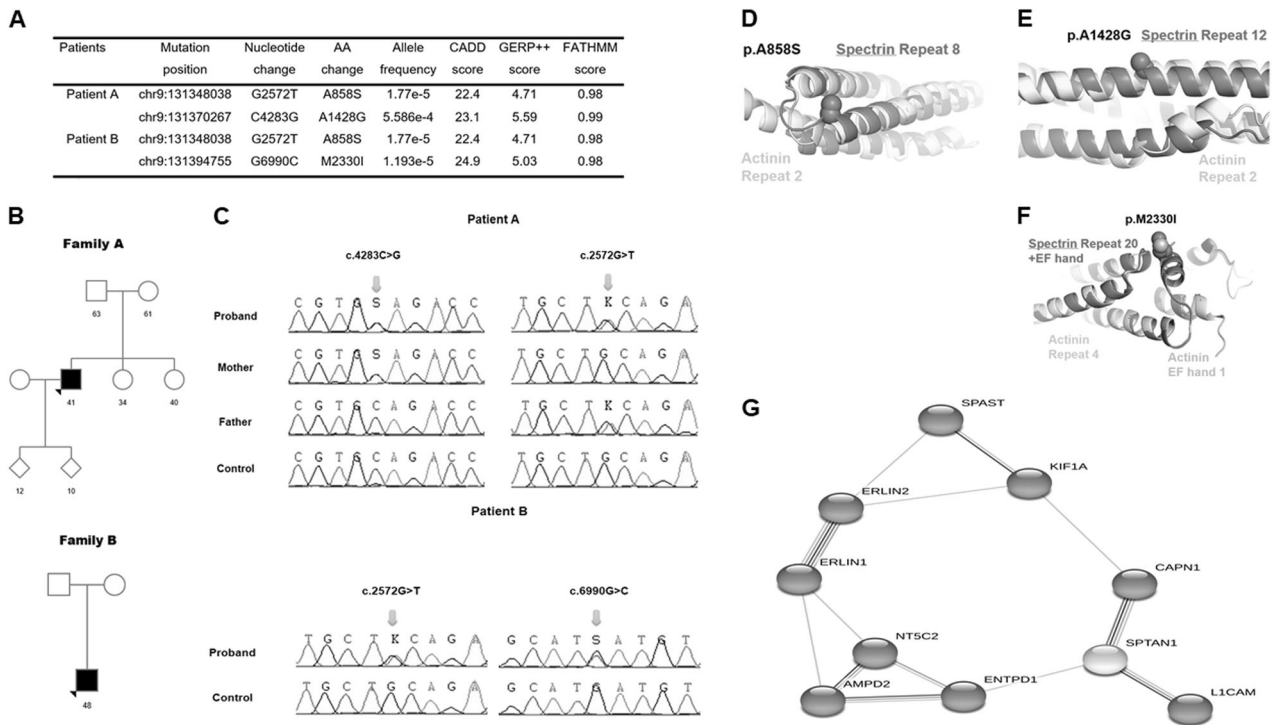 A
Patients Mutation Nucleotide AA Allele CADD GERP++ FATHMM
position change change frequency score score score
Patient A chr9:131348038 G2572T A858S 1.77e-5 22.4 4.71 0.98
chr9:131370267 C4283G A1428G 5.586e-4 23.1 5.59 0.99
Patient B chr9:131348038 G2572T A858S 1.77e-5 22.4 4.71 0.98
chr9:131394755 G6990C M2330I 1.193e-5 24.9 5.03 0.98
B
Family A
63 61
41 34 40
12 10
Family B
48
C
Patient A
c.4283C>G c.2572G>T
Proband
C G T G S A G A C C T G C T K C A G A
Mother
C G T G S A G A C C T G C T G C A G A
Father
C G T G C A G A C C T G C T K C A G A
Control
C G T G C A G A C C T G C T G C A G A
Patient B
c.2572G>T c.6990G>C
Proband
T G C T K C A G A G C A T S A T G T
Control
T G C T G C A G A G C A T G A T G T
D
p.A858S Spectrin Repeat 8
Actinin
Repeat 2
E
p.A1428G Spectrin Repeat 12
Actinin
Repeat 2
F
p.M2330I
Spectrin Repeat 20
+EF hand
Actinin
Repeat 4
Actinin
EF hand 1
G
SPAST
KIF1A
ERLIN2
ERLIN1
CAPN1
NT5C2
SPTAN1
AMPD2
ENTPD1
L1CAM